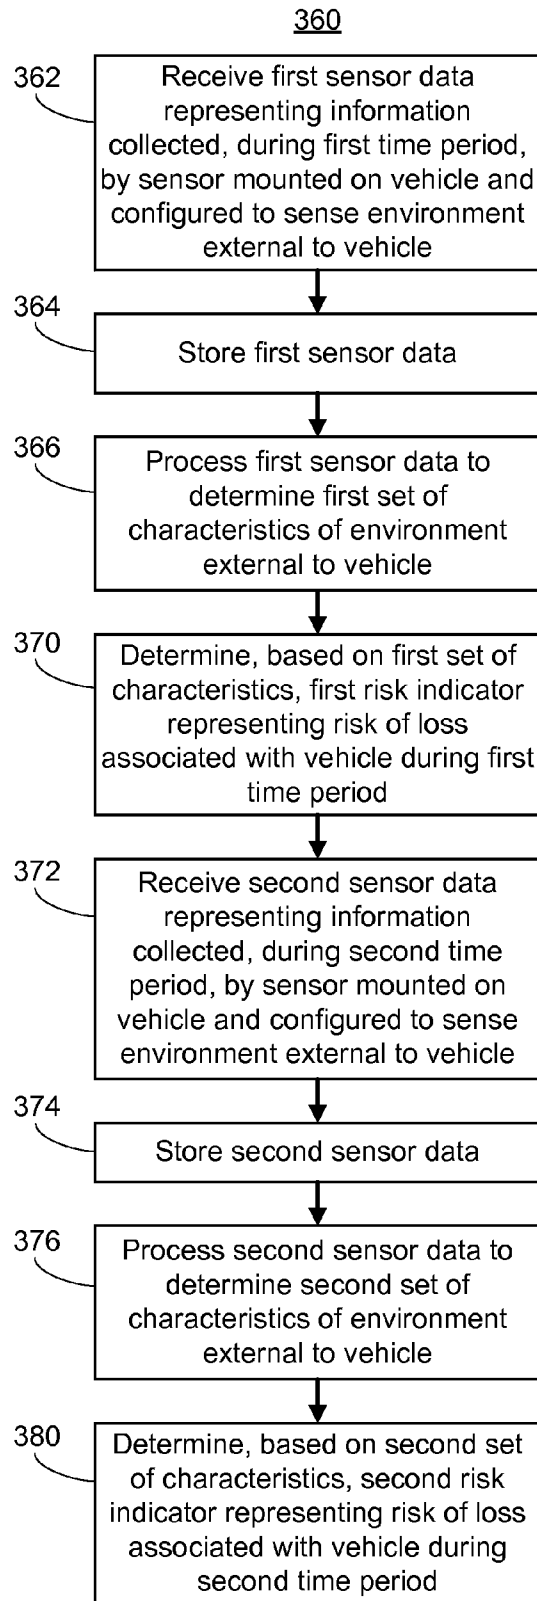 360
362
Receive first sensor data
representing information
collected, during first time period,
by sensor mounted on vehicle and
configured to sense environment
external to vehicle
364
Store first sensor data
366
Process first sensor data to
determine first set of
characteristics of environment
external to vehicle
370
Determine, based on first set of
characteristics, first risk indicator
representing risk of loss
associated with vehicle during first
time period
372
Receive second sensor data
representing information
collected, during second time
period, by sensor mounted on
vehicle and configured to sense
environment external to vehicle
374
Store second sensor data
376
Process second sensor data to
determine second set of
characteristics of environment
external to vehicle
380
Determine, based on second set
of characteristics, second risk
indicator representing risk of loss
associated with vehicle during
second time period